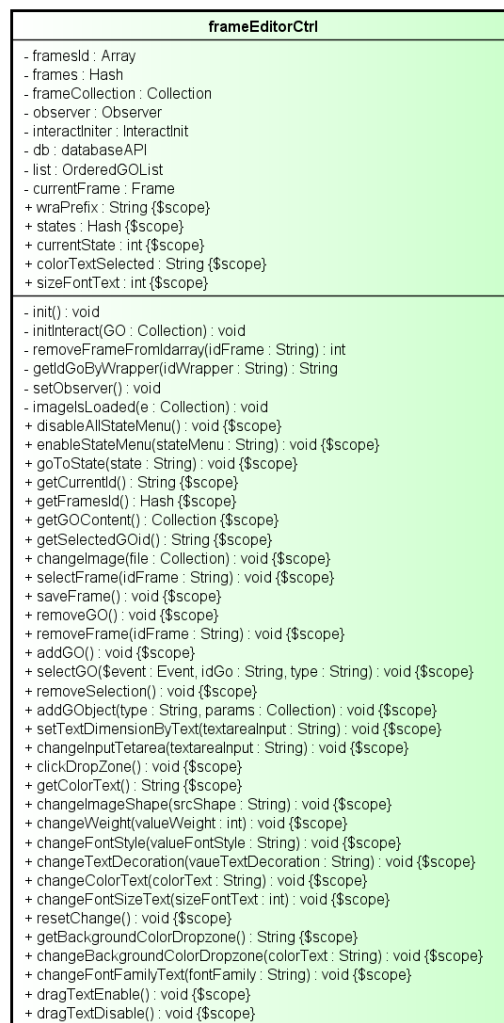 frameEditorCtrl
- framesId : Array
- frames : Hash
- frameCollection : Collection
- observer : Observer
- interactIniter : InteractInit
- db : databaseAPI
- list : OrderedGOList
- currentFrame : Frame
+ wraPrefix : String {$scope}
+ states : Hash {$scope}
+ currentState : int {$scope}
+ colorTextSelected : String {$scope}
+ sizeFontText : int {$scope}
- init() : void
- initInteract(GO : Collection) : void
- removeFrameFromIdarray(idFrame : String) : int
- getIdGoByWrapper(idWrapper : String) : String
- setObserver() : void
- imageIsLoaded(e : Collection) : void
+ disableAllStateMenu() : void {$scope}
+ enableStateMenu(stateMenu : String) : void {$scope}
+ goToState(state : String) : void {$scope}
+ getCurrentId() : String {$scope}
+ getFramesId() : Hash {$scope}
+ getGOContent() : Collection {$scope}
+ getSelectedGOid() : String {$scope}
+ changeImage(file : Collection) : void {$scope}
+ selectFrame(idFrame : String) : void {$scope}
+ saveFrame() : void {$scope}
+ removeGO() : void {$scope}
+ removeFrame(idFrame : String) : void {$scope}
+ addGO() : void {$scope}
+ selectGO($event : Event, idGo : String, type : String) : void {$scope}
+ removeSelection() : void {$scope}
+ addGObject(type : String, params : Collection) : void {$scope}
+ setTextDimensionByText(textareaInput : String) : void {$scope}
+ changeInputTetarea(textareaInput : String) : void {$scope}
+ clickDropZone() : void {$scope}
+ getColorText() : String {$scope}
+ changeImageShape(srcShape : String) : void {$scope}
+ changeWeight(valueWeight : int) : void {$scope}
+ changeFontStyle(valueFontStyle : String) : void {$scope}
+ changeTextDecoration(vaueTextDecoration : String) : void {$scope}
+ changeColorText(colorText : String) : void {$scope}
+ changeFontSizeText(sizeFontText : int) : void {$scope}
+ resetChange() : void {$scope}
+ getBackgroundColorDropzone() : String {$scope}
+ changeBackgroundColorDropzone(colorText : String) : void {$scope}
+ changeFontFamilyText(fontFamily : String) : void {$scope}
+ dragTextEnable() : void {$scope}
+ dragTextDisable() : void {$scope}